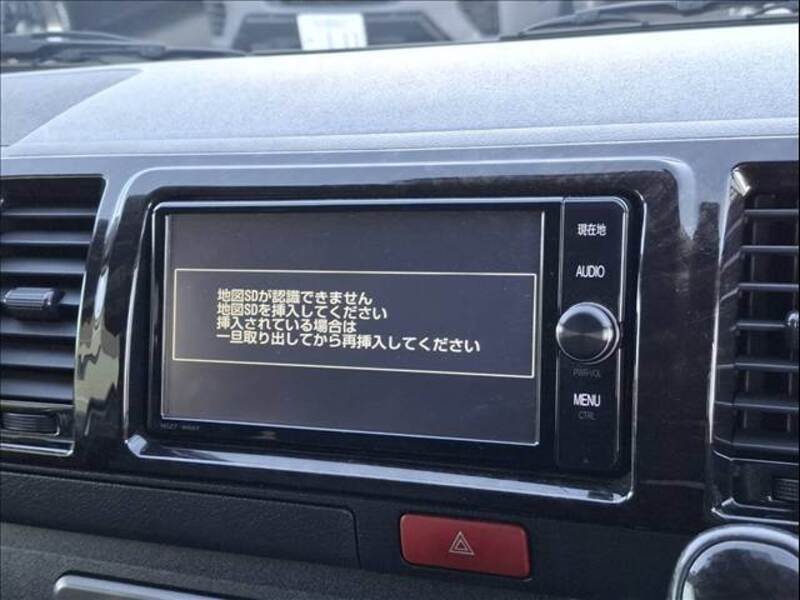 地図SDが認識できません
地図SDを挿入してください
挿入されている場合は
一旦取り出してから再挿入してください
現在地
AUDIO
PWR·VOL
MENU
CTRL